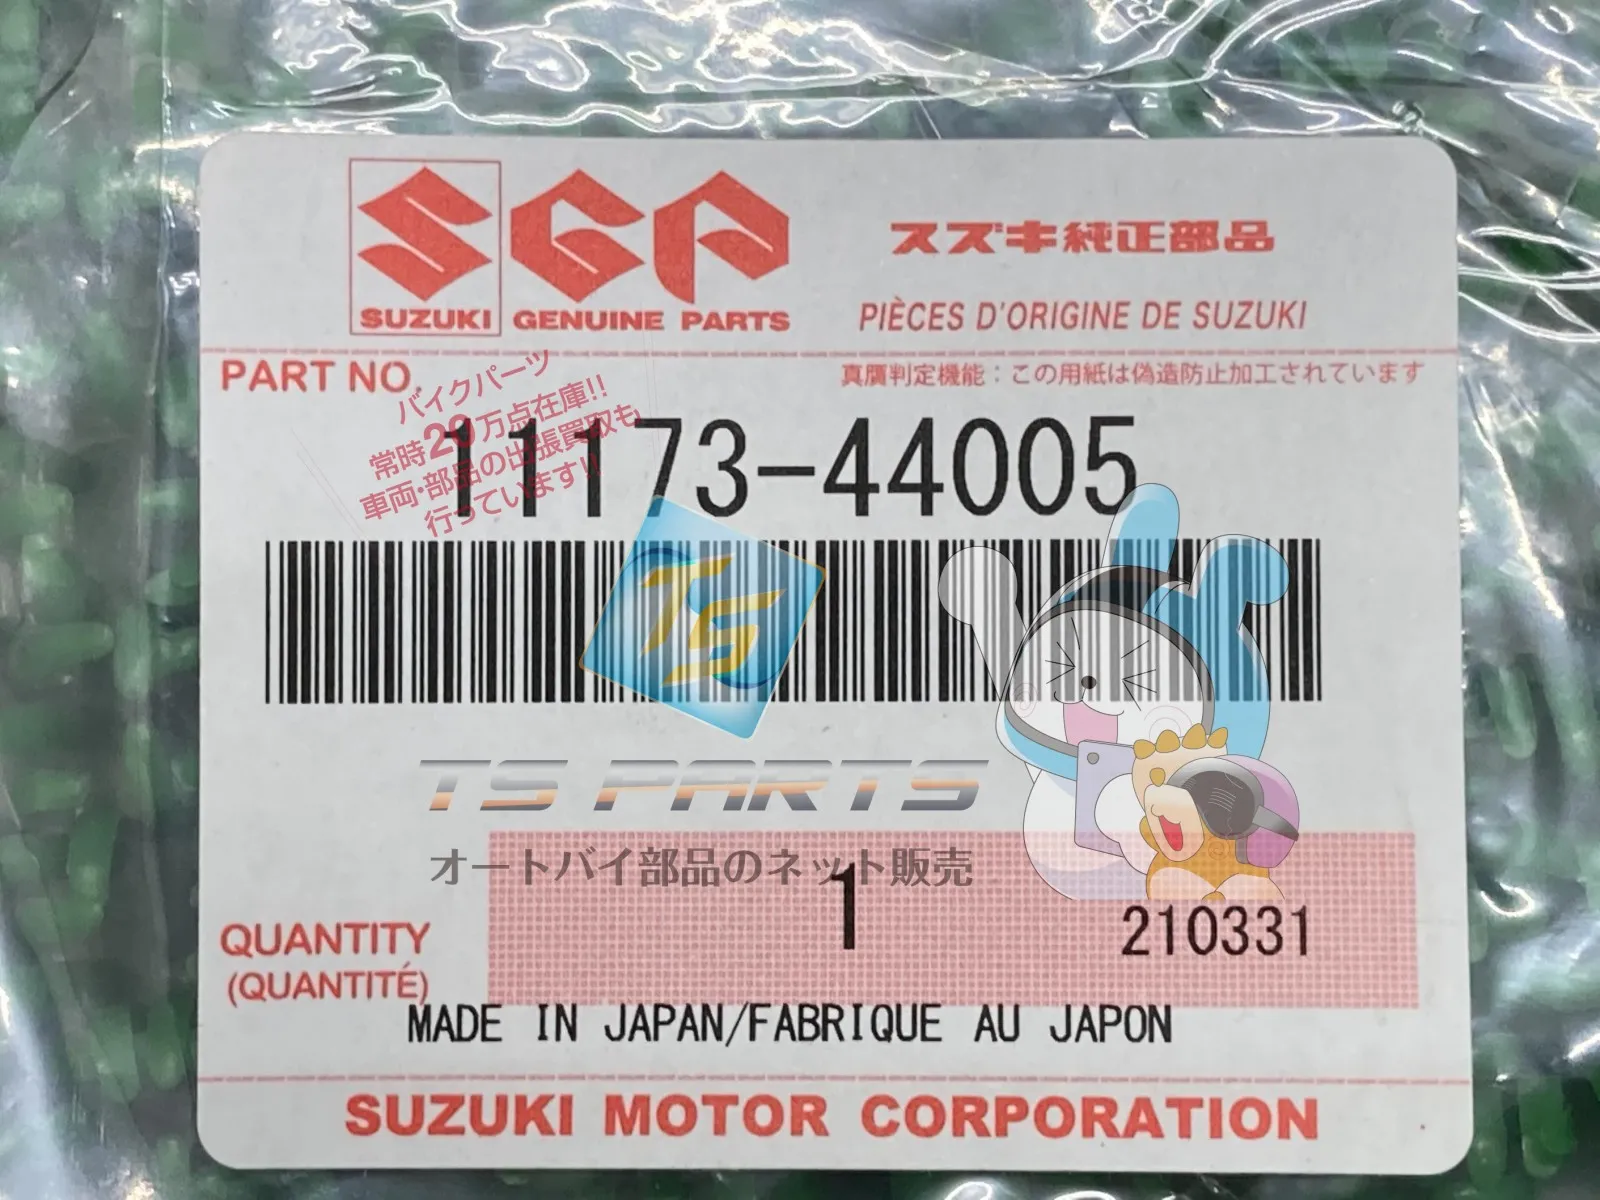 SUZUKI GENUINE PARTS
スズキ純正部品
PIÈCES D'ORIGINE DE SUZUKI
PART NO.
真贋判定機能：この用紙は偽造防止加工されています
バイクパーツ
常時20万点在庫!!
車両・部品の出張買取も
行っています!!
11173-44005
TS
TS PARTS
オートバイ部品のネット販売
QUANTITY
(QUANTITÉ)
1
210331
MADE IN JAPAN/FABRIQUE AU JAPON
SUZUKI MOTOR CORPORATION